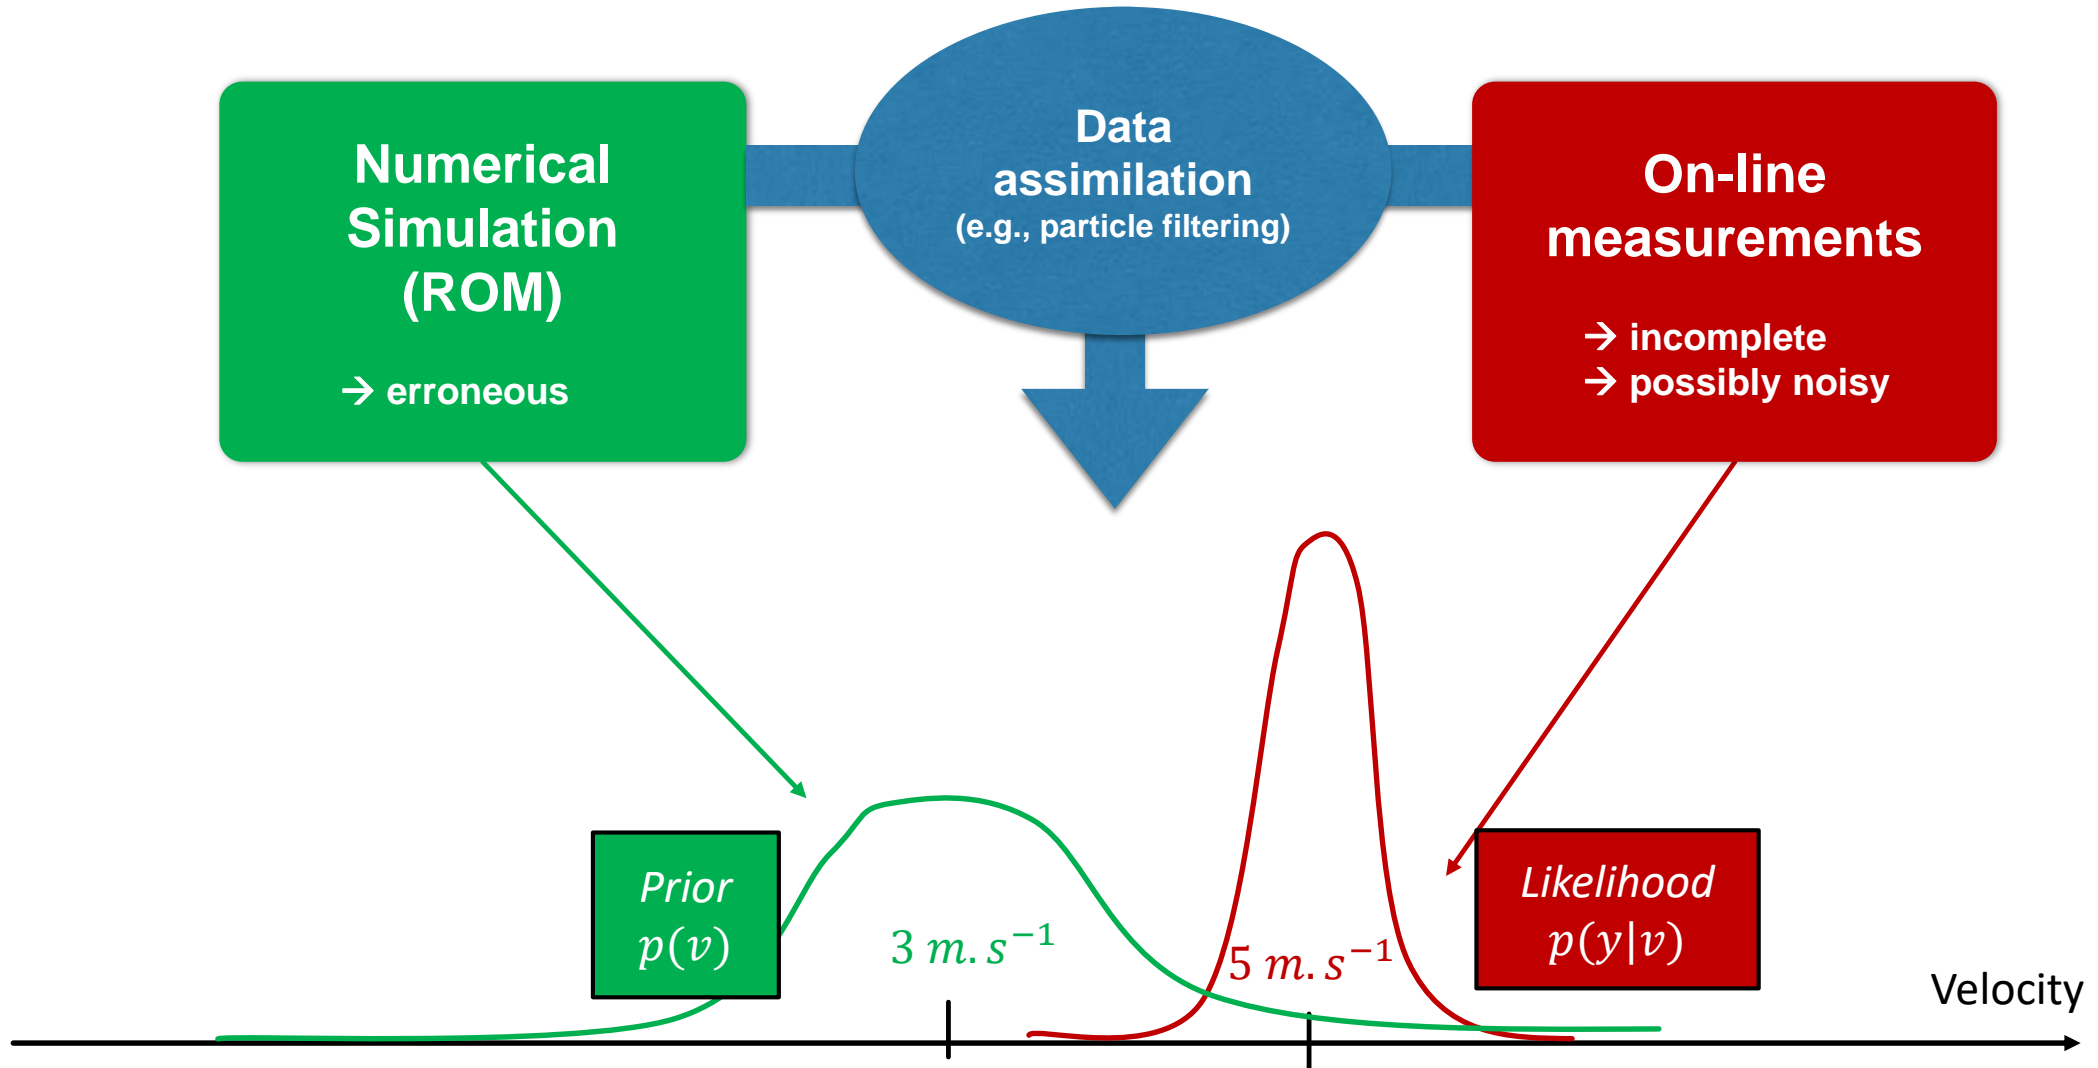 Numerical
Simulation
(ROM)
→ erroneous
Data
assimilation
(e.g., particle filtering)
On-line
measurements
→ incomplete
→ possibly noisy
Prior
p(v)
3 m.s⁻¹
5 m.s⁻¹
Likelihood
p(y|v)
Velocity